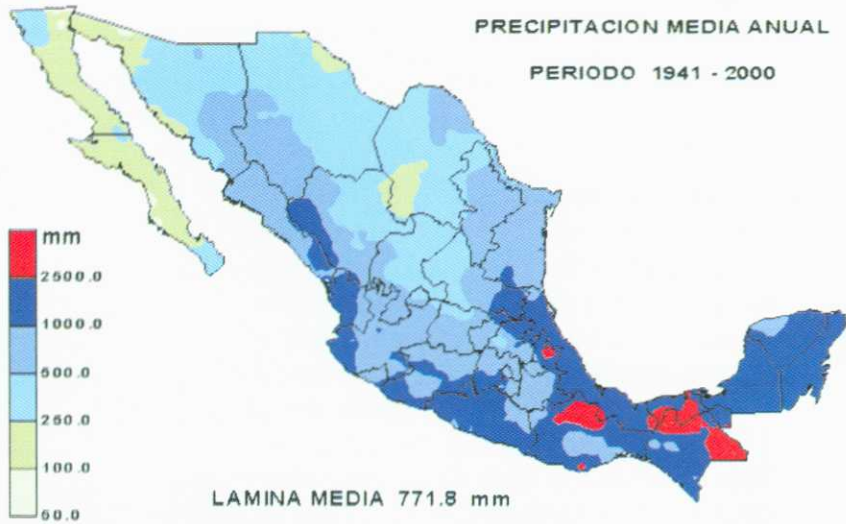 PRECIPITACION MEDIA ANUAL
PERIODO 1941 - 2000
mm
2500.0
1000.0
500.0
250.0
100.0
50.0
LAMINA MEDIA 771.8 mm